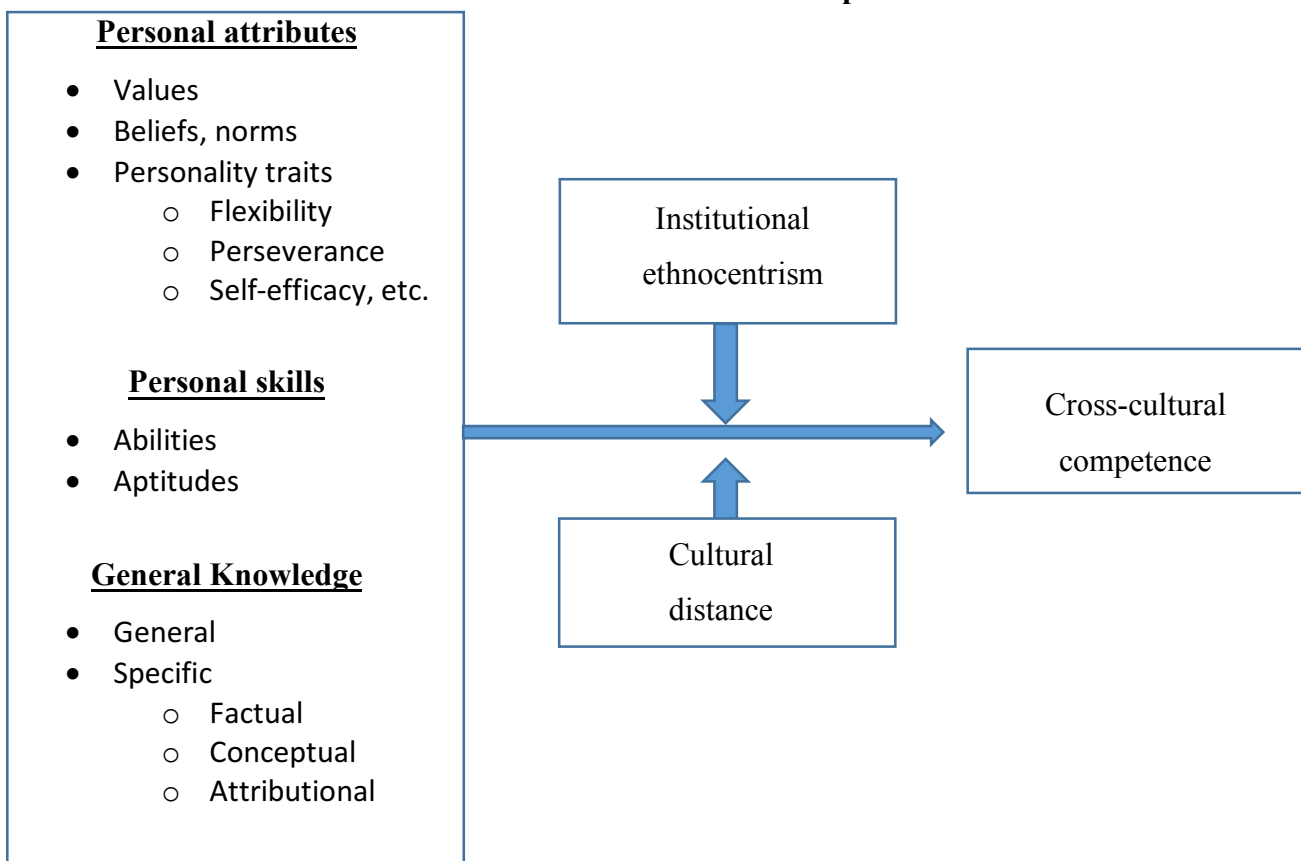 Personal attributes
• Values
• Beliefs, norms
• Personality traits
o Flexibility
o Perseverance
o Self-efficacy, etc.
Personal skills
• Abilities
• Aptitudes
General Knowledge
• General
• Specific
o Factual
o Conceptual
o Attributional
Institutional
ethnocentrism
Cultural
distance
Cross-cultural
competence